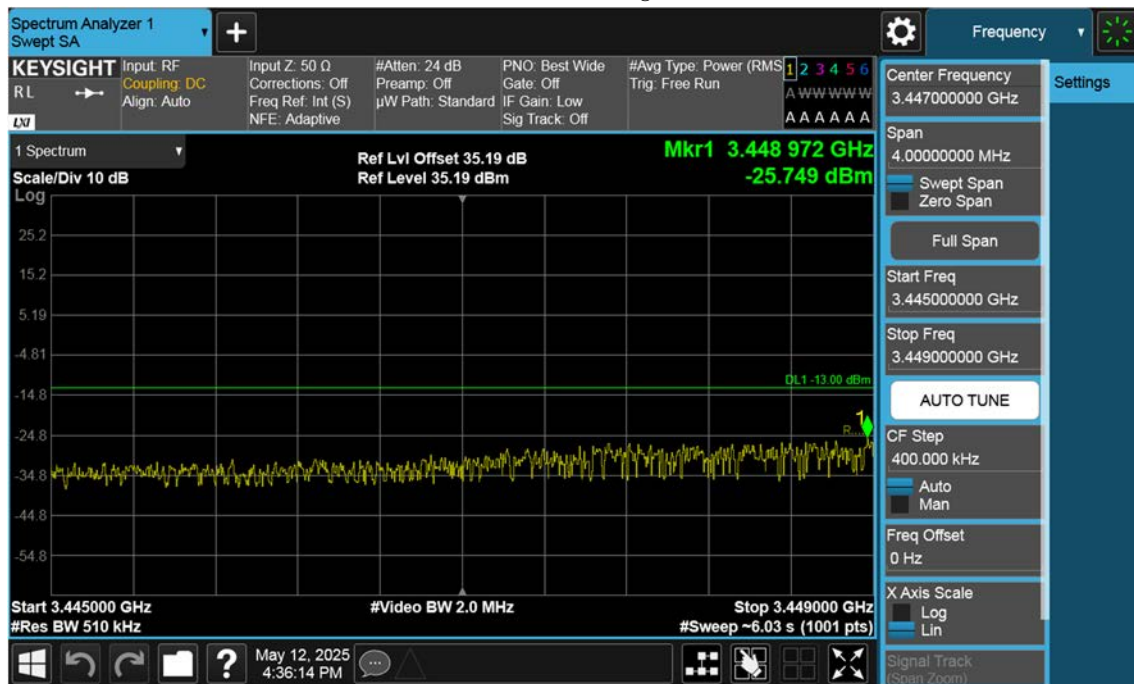 Spectrum Analyzer 1
Swept SA
Frequency
KEYSIGHT
RL
LXI
Input: RF
Coupling: DC
Align: Auto
Input Z: 50 Ω
Corrections: Off
Freq Ref: Int (S)
NFE: Adaptive
#Atten: 24 dB
Preamp: Off
µW Path: Standard
PNO: Best Wide
Gate: Off
IF Gain: Low
Sig Track: Off
#Avg Type: Power (RMS
Trig: Free Run
1 2 3 4 5 6
A W W W W W
A A A A A A
1 Spectrum
Scale/Div 10 dB
Ref Lvl Offset 35.19 dB
Ref Level 35.19 dBm
Mkr1 3.448 972 GHz
-25.749 dBm
Log
25.2
15.2
5.19
-4.81
-14.8
-24.8
-34.8
-44.8
-54.8
DL1 -13.00 dBm
1
R....
Start 3.445000 GHz
#Res BW 510 kHz
#Video BW 2.0 MHz
Stop 3.449000 GHz
#Sweep ~6.03 s (1001 pts)
Center Frequency
3.447000000 GHz
Span
4.00000000 MHz
Swept Span
Zero Span
Full Span
Start Freq
3.445000000 GHz
Stop Freq
3.449000000 GHz
AUTO TUNE
CF Step
400.000 kHz
Auto
Man
Freq Offset
0 Hz
X Axis Scale
Log
Lin
Signal Track
(Span Zoom)
Settings
?
May 12, 2025
4:36:14 PM